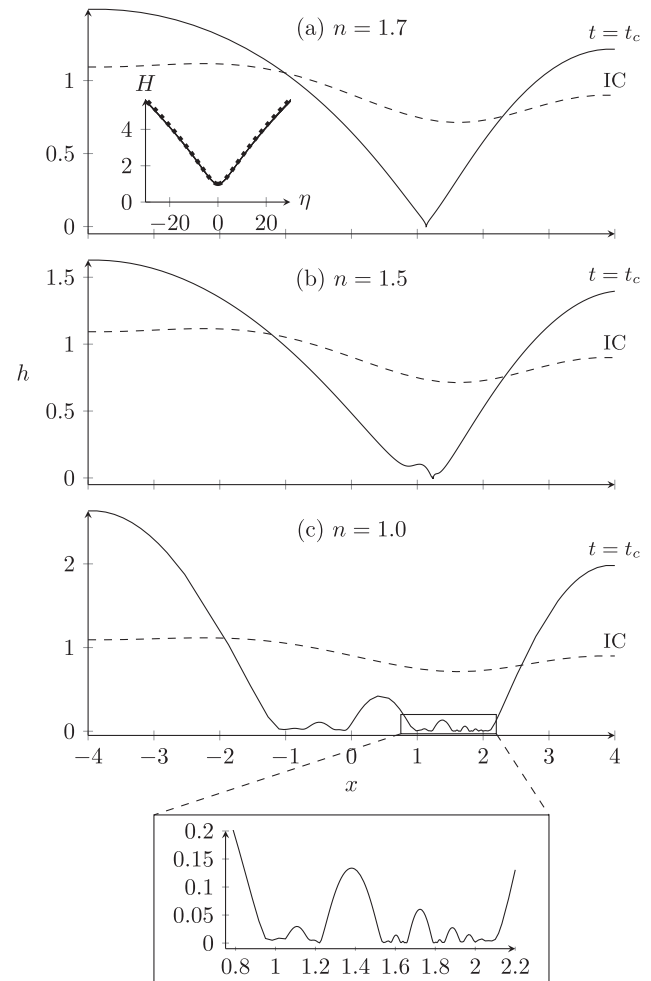 (a) n = 1.7
t = t_c
IC
1
0.5
0
H
4
2
0
−20 0 20
η
(b) n = 1.5
t = t_c
IC
1.5
1
0.5
0
h
(c) n = 1.0
t = t_c
IC
2
1
0
−4 −3 −2 −1 0 1 2 3 4
x
0.2
0.15
0.1
0.05
0
0.8 1 1.2 1.4 1.6 1.8 2 2.2